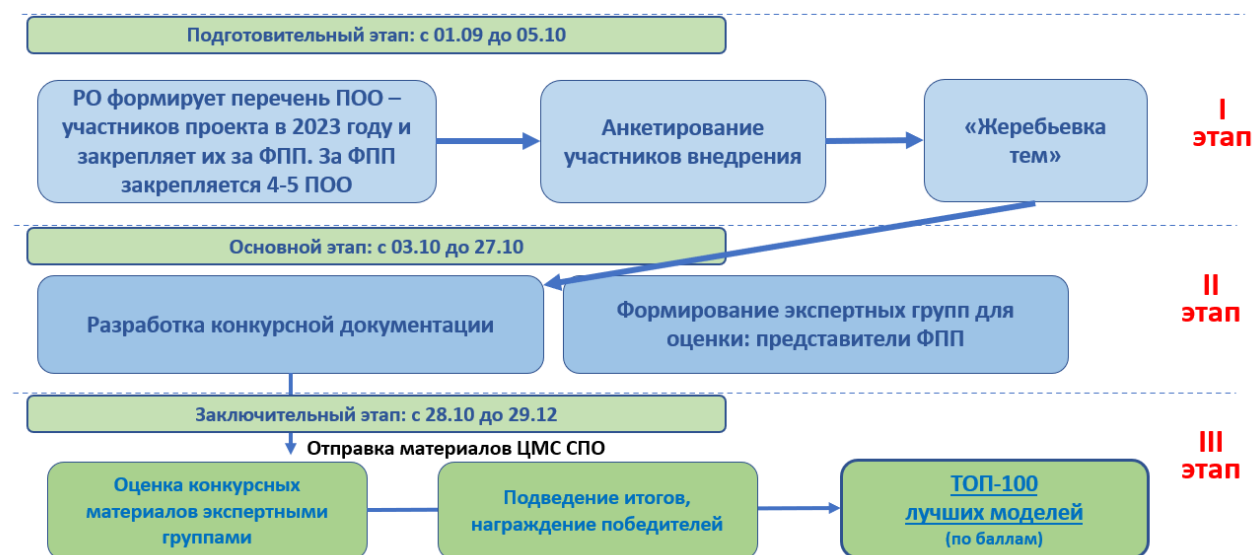 Подготовительный этап: с 01.09 до 05.10
РО формирует перечень ПОО –
участников проекта в 2023 году и
закрепляет их за ФПП. За ФПП
закрепляется 4-5 ПОО
Анкетирование
участников внедрения
«Жеребьевка
тем»
I
этап
Основной этап: с 03.10 до 27.10
Разработка конкурсной документации
Формирование экспертных групп для
оценки: представители ФПП
II
этап
Заключительный этап: с 28.10 до 29.12
Отправка материалов ЦМС СПО
Оценка конкурсных
материалов экспертными
группами
Подведение итогов,
награждение победителей
ТОП-100
лучших моделей
(по баллам)
III
этап